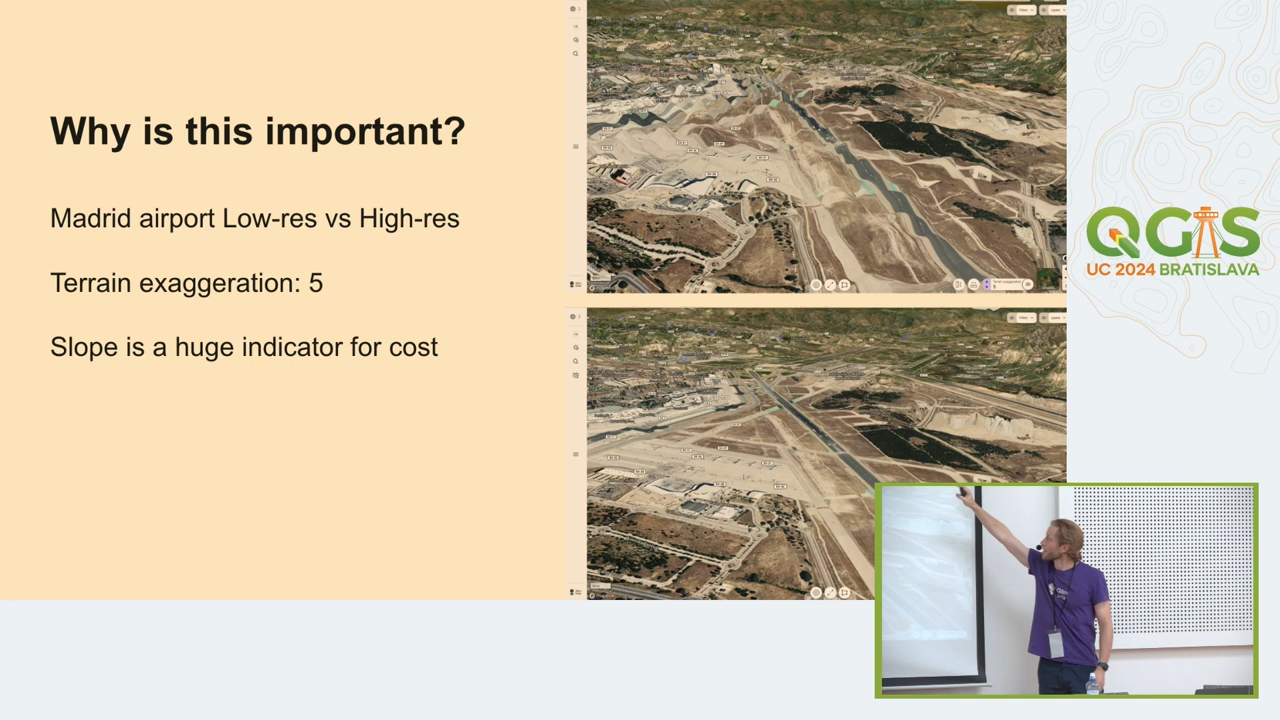 Why is this important?
Madrid airport Low-res vs High-res
Terrain exaggeration: 5
Slope is a huge indicator for cost
QGIS
UC 2024 BRATISLAVA